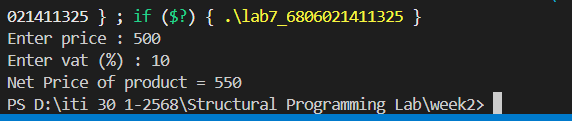 021411325 } ; if ($?) { .\lab7_6806021411325 }
Enter price : 500
Enter vat (%) : 10
Net Price of product = 550
PS D:\iti 30 1-2568\Structural Programming Lab\week2>